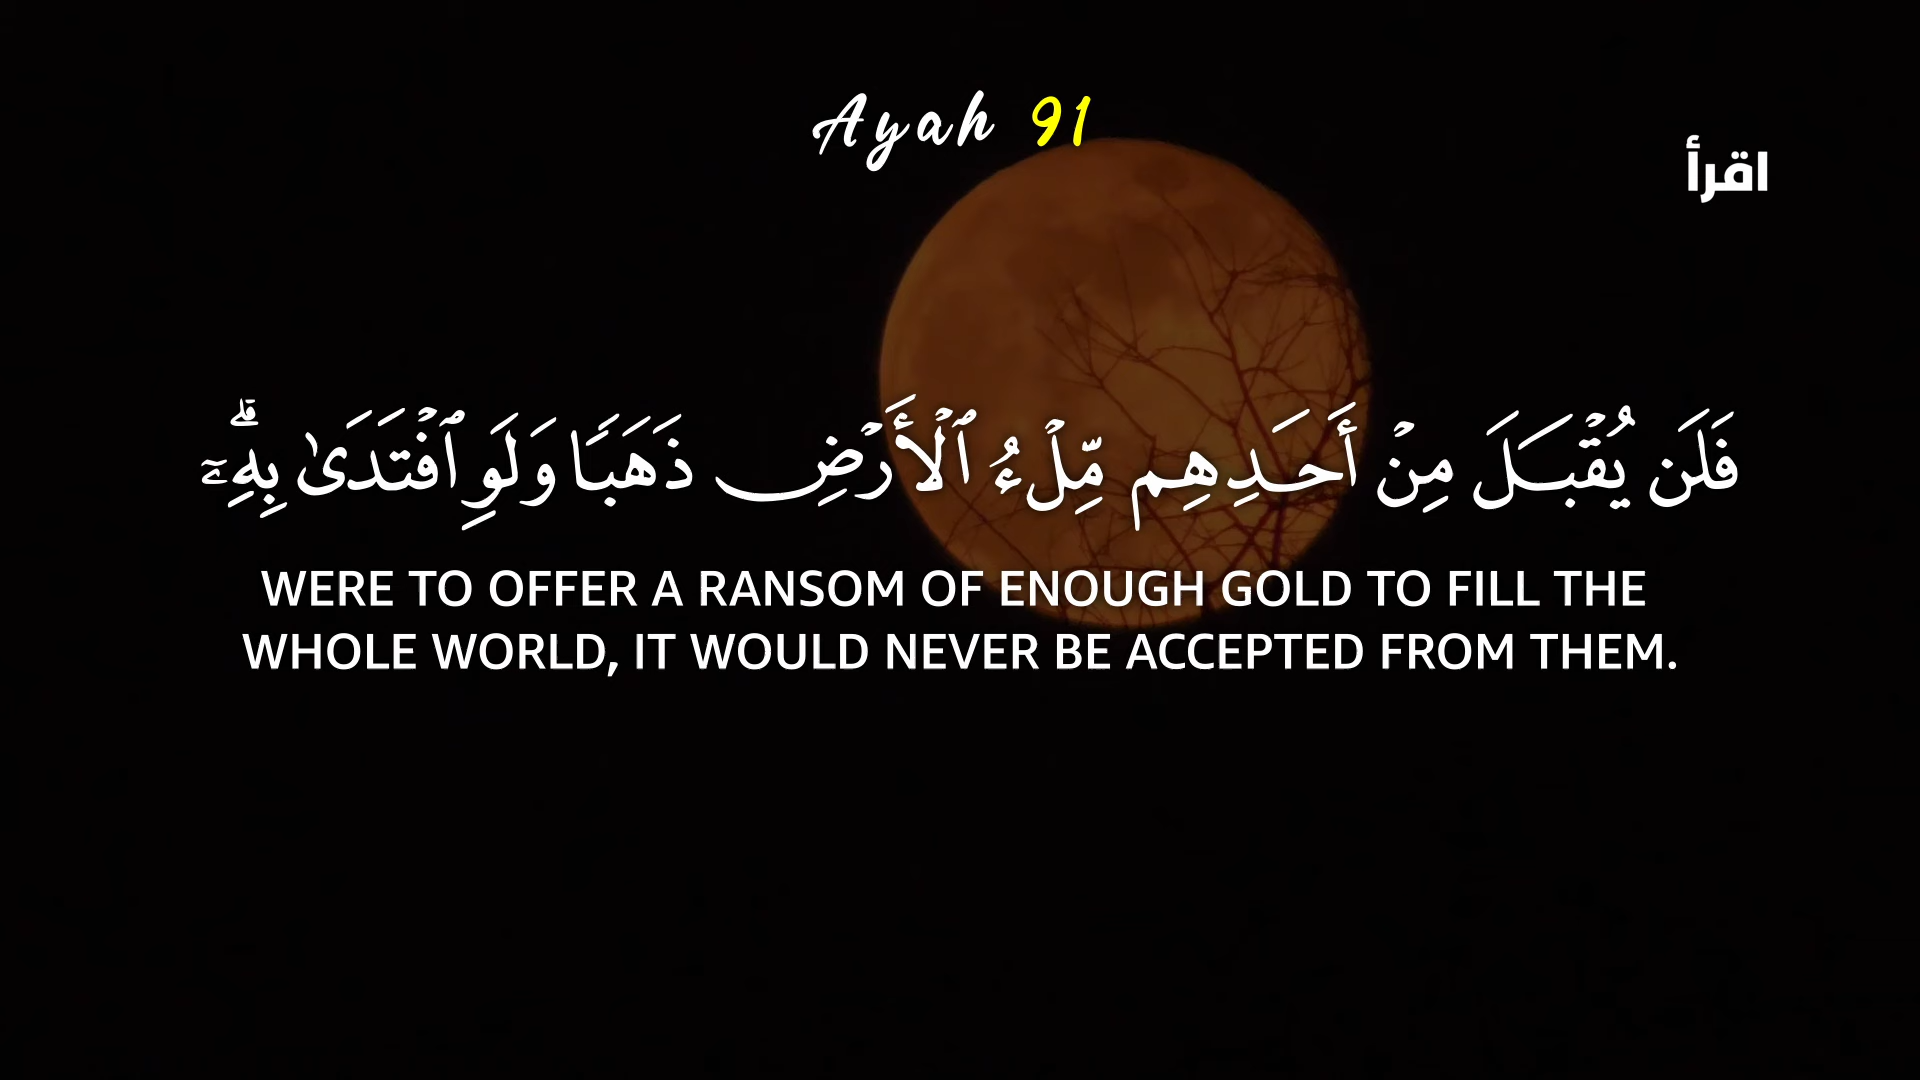 Ayah 91
اقرأ
فَلَن يُقْبَلَ مِنْ أَحَدِهِم مِّلْءُ ٱلْأَرْضِ ذَهَبًا وَلَوِ ٱفْتَدَىٰ بِهِۦٓ ۗ
WERE TO OFFER A RANSOM OF ENOUGH GOLD TO FILL THE
WHOLE WORLD, IT WOULD NEVER BE ACCEPTED FROM THEM.